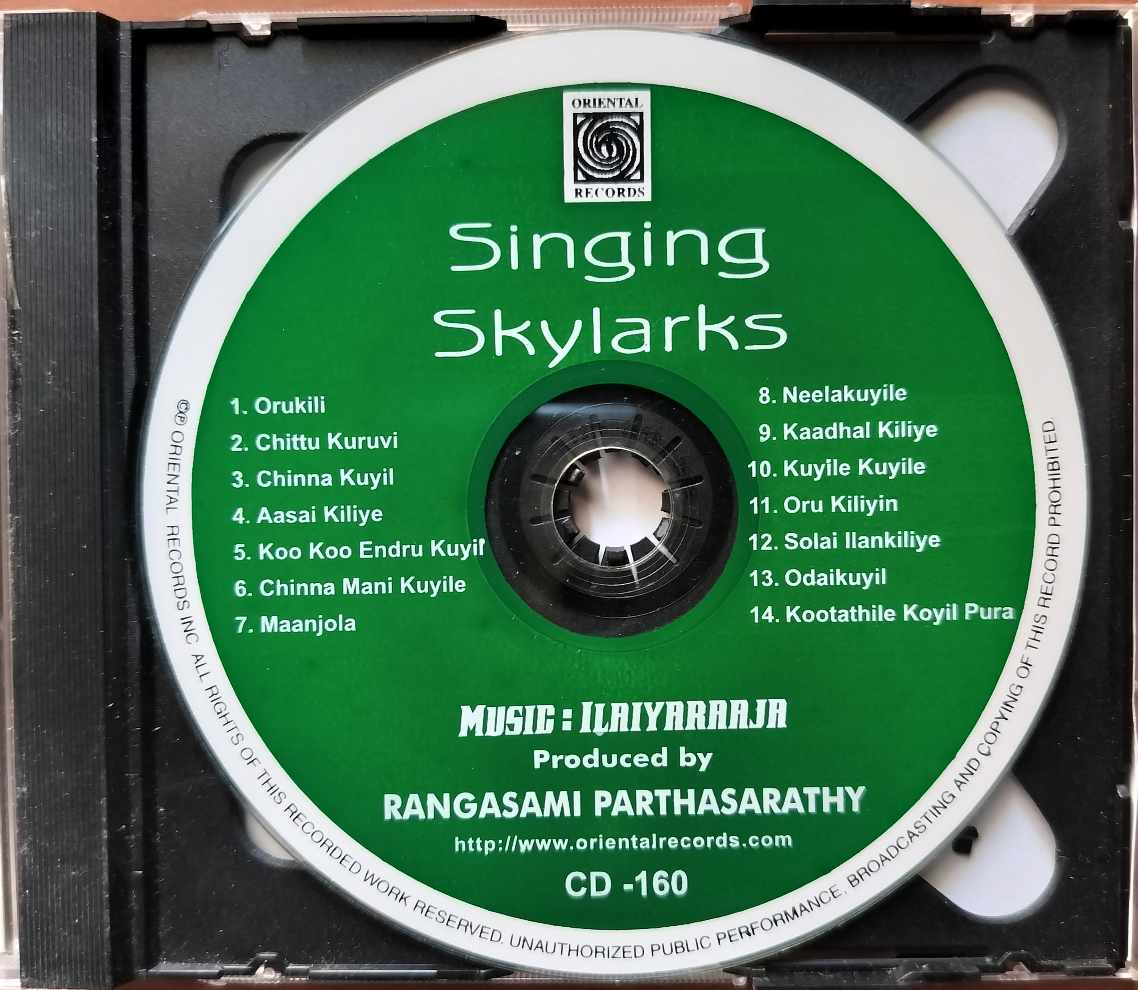 ORIENTAL
RECORDS
Singing
Skylarks
1. Orukili
2. Chittu Kuruvi
3. Chinna Kuyil
4. Aasai Kiliye
5. Koo Koo Endru Kuyil
6. Chinna Mani Kuyile
7. Maanjola
8. Neelakuyile
9. Kaadhal Kiliye
10. Kuyile Kuyile
11. Oru Kiliyin
12. Solai Ilankiliye
13. Odaikuyil
14. Kootathile Koyil Pura
MUSIC : ILAIYARAAJA
Produced by
RANGASAMI PARTHASARATHY
http://www.orientalrecords.com
CD -160
©℗ ORIENTAL RECORDS INC. ALL RIGHTS OF THIS RECORDED WORK RESERVED. UNAUTHORIZED PUBLIC PERFORMANCE, BROADCASTING AND COPYING OF THIS RECORD PROHIBITED